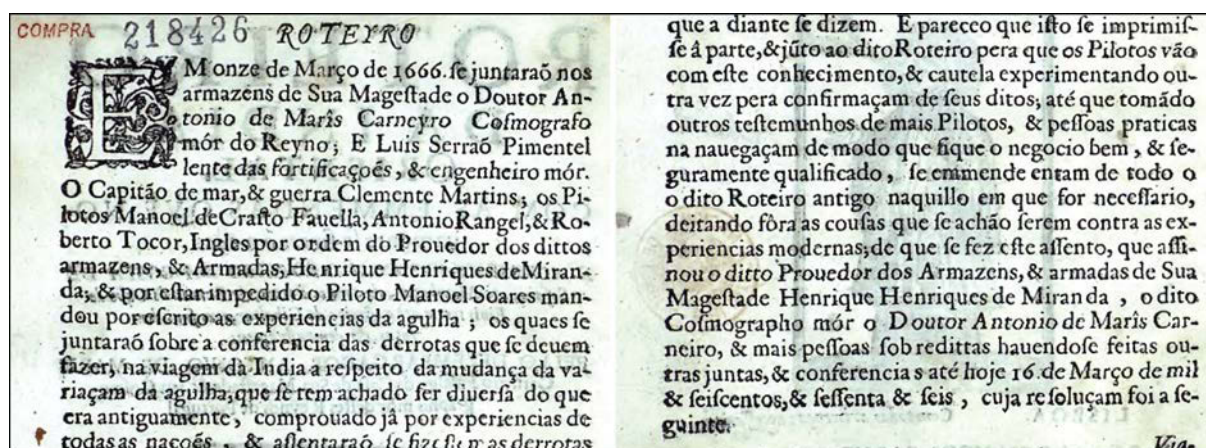 COMPRA 218426 ROTEYRO
EM onze de Março de 1666. ſe juntaraõ nos
armazens de Sua Mageſtade o Doutor An-
tonio de Marîs Carneyro Coſmografo
mór do Reyno; E Luis Serraõ Pimentel
lente das fortificações, & engenheiro mór.
O Capitão de mar, & guerra Clemente Martins; os Pi-
lotos Manoel de Craſto Fauella, Antonio Rangel, & Ro-
berto Tocor, Ingles por ordem do Prouedor dos dittos
armazens, & Armadas, He nrique Henriques de Miran-
da; & por eſtar impedido o Piloto Manoel Soares man-
dou por eſcrito as experiencias da agulha; os quaes ſe
juntaraõ ſobre a conferencia das derrotas que ſe deuem
fazer, na viagem da India a reſpeito da mudança da va-
riaçam da agulha, que ſe tem achado ſer diuerſa do que
era antiguamente, comprouado já por experiencias de
todas as nações, & aſſentaraõ ſe fizeſſem as derrotas
que a diante ſe dizem. E pareceo que iſto ſe imprimiſ-
ſe â parte, & jũto ao dito Roteiro pera que os Pilotos vão
com eſte conhecimento, & cautela experimentando ou-
tra vez pera confirmaçam de ſeus ditos; até que tomãdo
outros teſtemunhos de mais Pilotos, & peſſoas praticas
na nauegaçam de modo que fique o negocio bem, & ſe-
guramente qualificado, ſe emmende entam de todo o
o dito Roteiro antigo naquillo em que for neceſſario,
deitando fôra as couſas que ſe achão ſerem contra as ex-
periencias modernas; de que ſe fez eſte aſſento, que aſſi-
nou o ditto Prouedor dos Armazens, & armadas de Sua
Mageſtade Henrique Henriques de Miranda, o dito
Coſmographo mór o Doutor Antonio de Marîs Car-
neiro, & mais peſſoas ſobredittas hauendoſe feitas ou-
tras juntas, & conferencias até hoje 16. de Março de mil
& ſeiſcentos, & ſeſſenta & ſeis, cuja reſoluçam foi a ſe-
guinte.
Via-